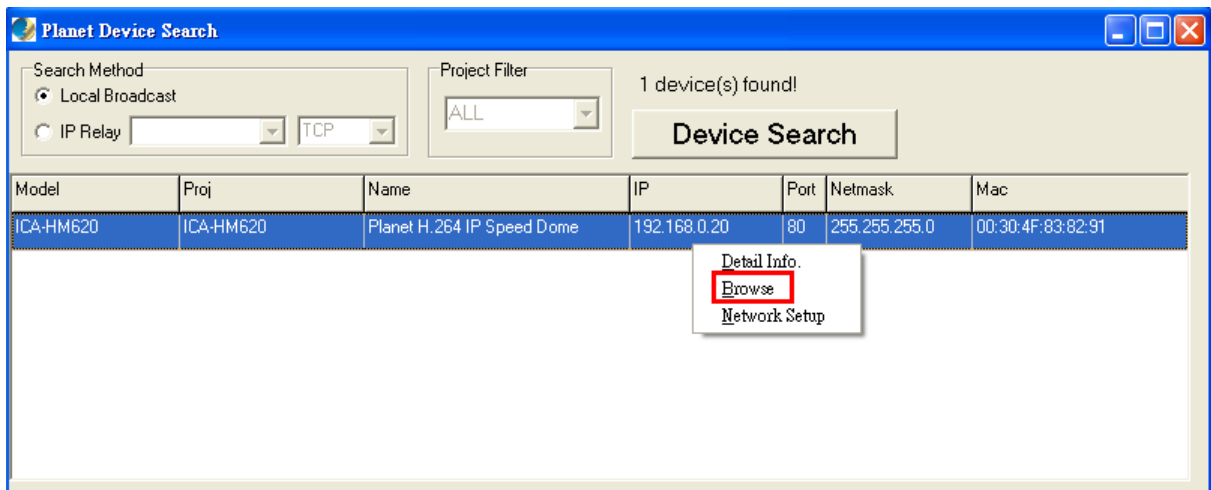 Planet Device Search
Search Method
Local Broadcast
IP Relay TCP
Project Filter
ALL
1 device(s) found!
Device Search
Model Proj Name IP Port Netmask Mac
ICA-HM620 ICA-HM620 Planet H.264 IP Speed Dome 192.168.0.20 80 255.255.255.0 00:30:4F:83:82:91
Detail Info.
Browse
Network Setup